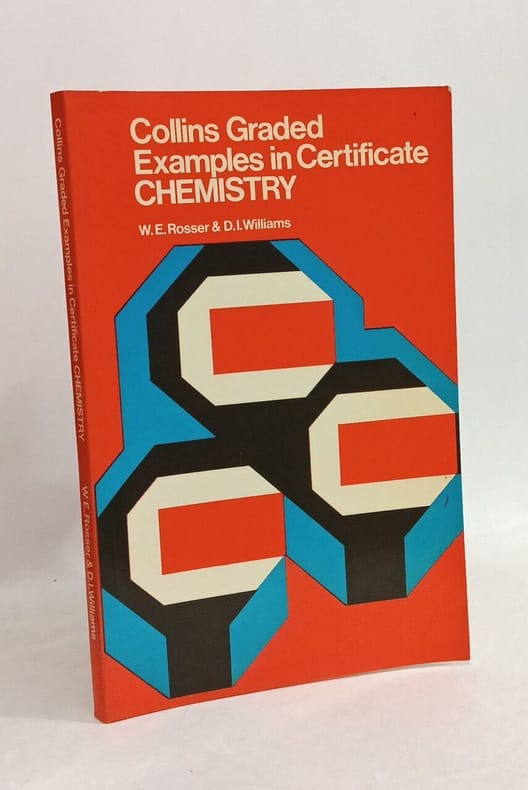 Collins Graded
Examples in Certificate
CHEMISTRY
W.E.Rosser & D.I.Williams
Collins Graded Examples in Certificate CHEMISTRY
W.E.Rosser & D.I.Williams